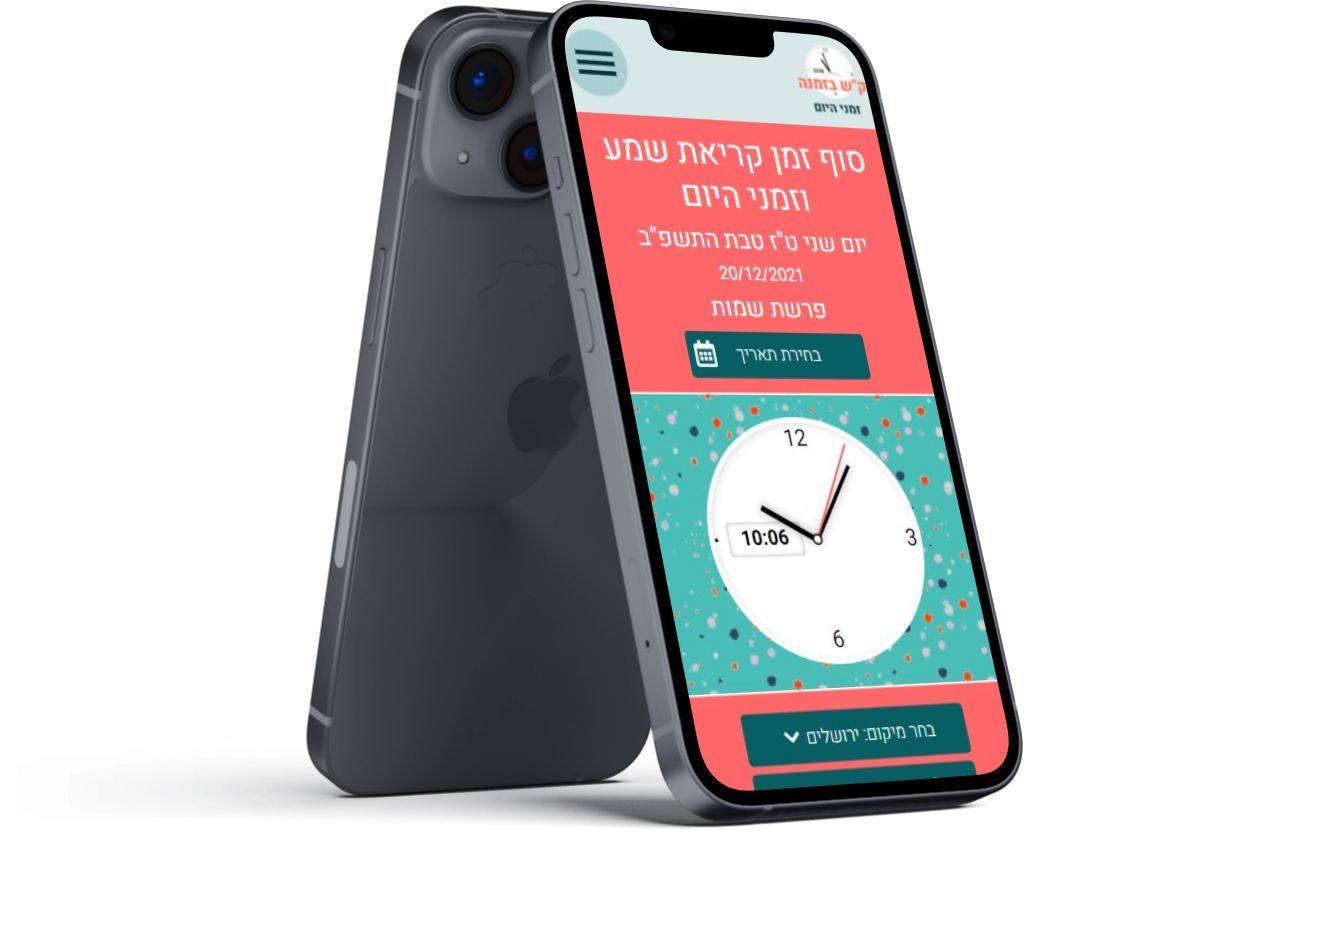 ק"ש בזמנה
זמני היום
סוף זמן קריאת שמע
וזמני היום
יום שני ט"ז טבת התשפ"ב
20/12/2021
פרשת שמות
בחירת תאריך
12
10:06
3
6
בחר מיקום: ירושלים